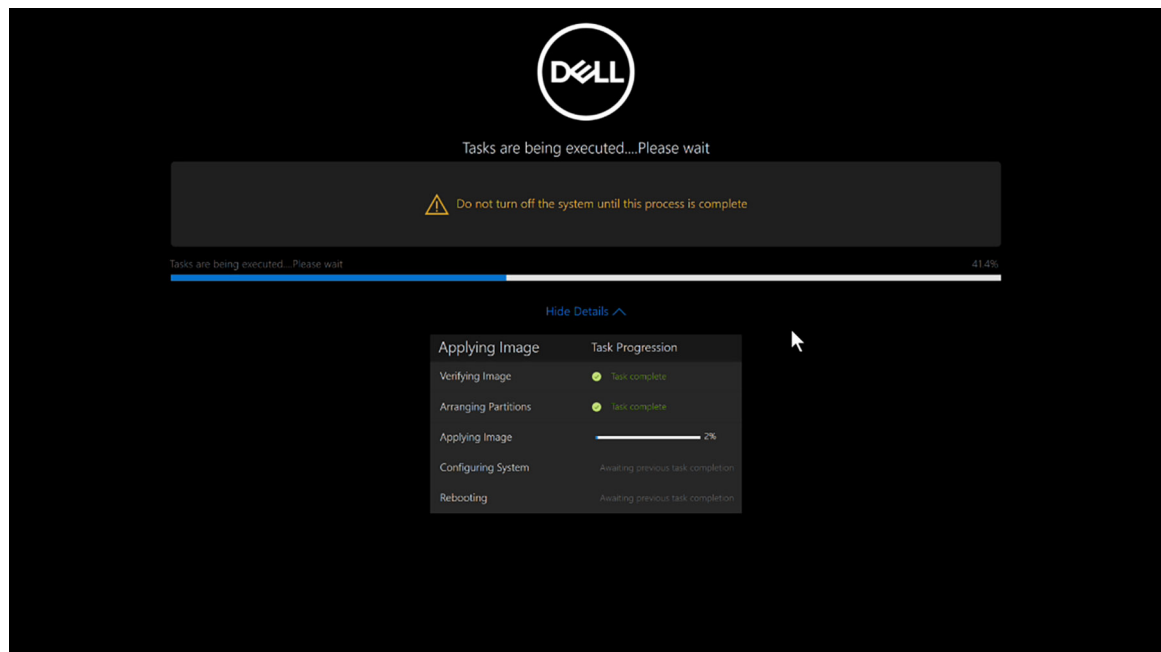 DELL
Tasks are being executed....Please wait
Do not turn off the system until this process is complete
Tasks are being executed....Please wait 41.4%
Hide Details
Applying Image Task Progression
Verifying Image Task complete
Arranging Partitions Task complete
Applying Image 2%
Configuring System Awaiting previous task completion
Rebooting Awaiting previous task completion